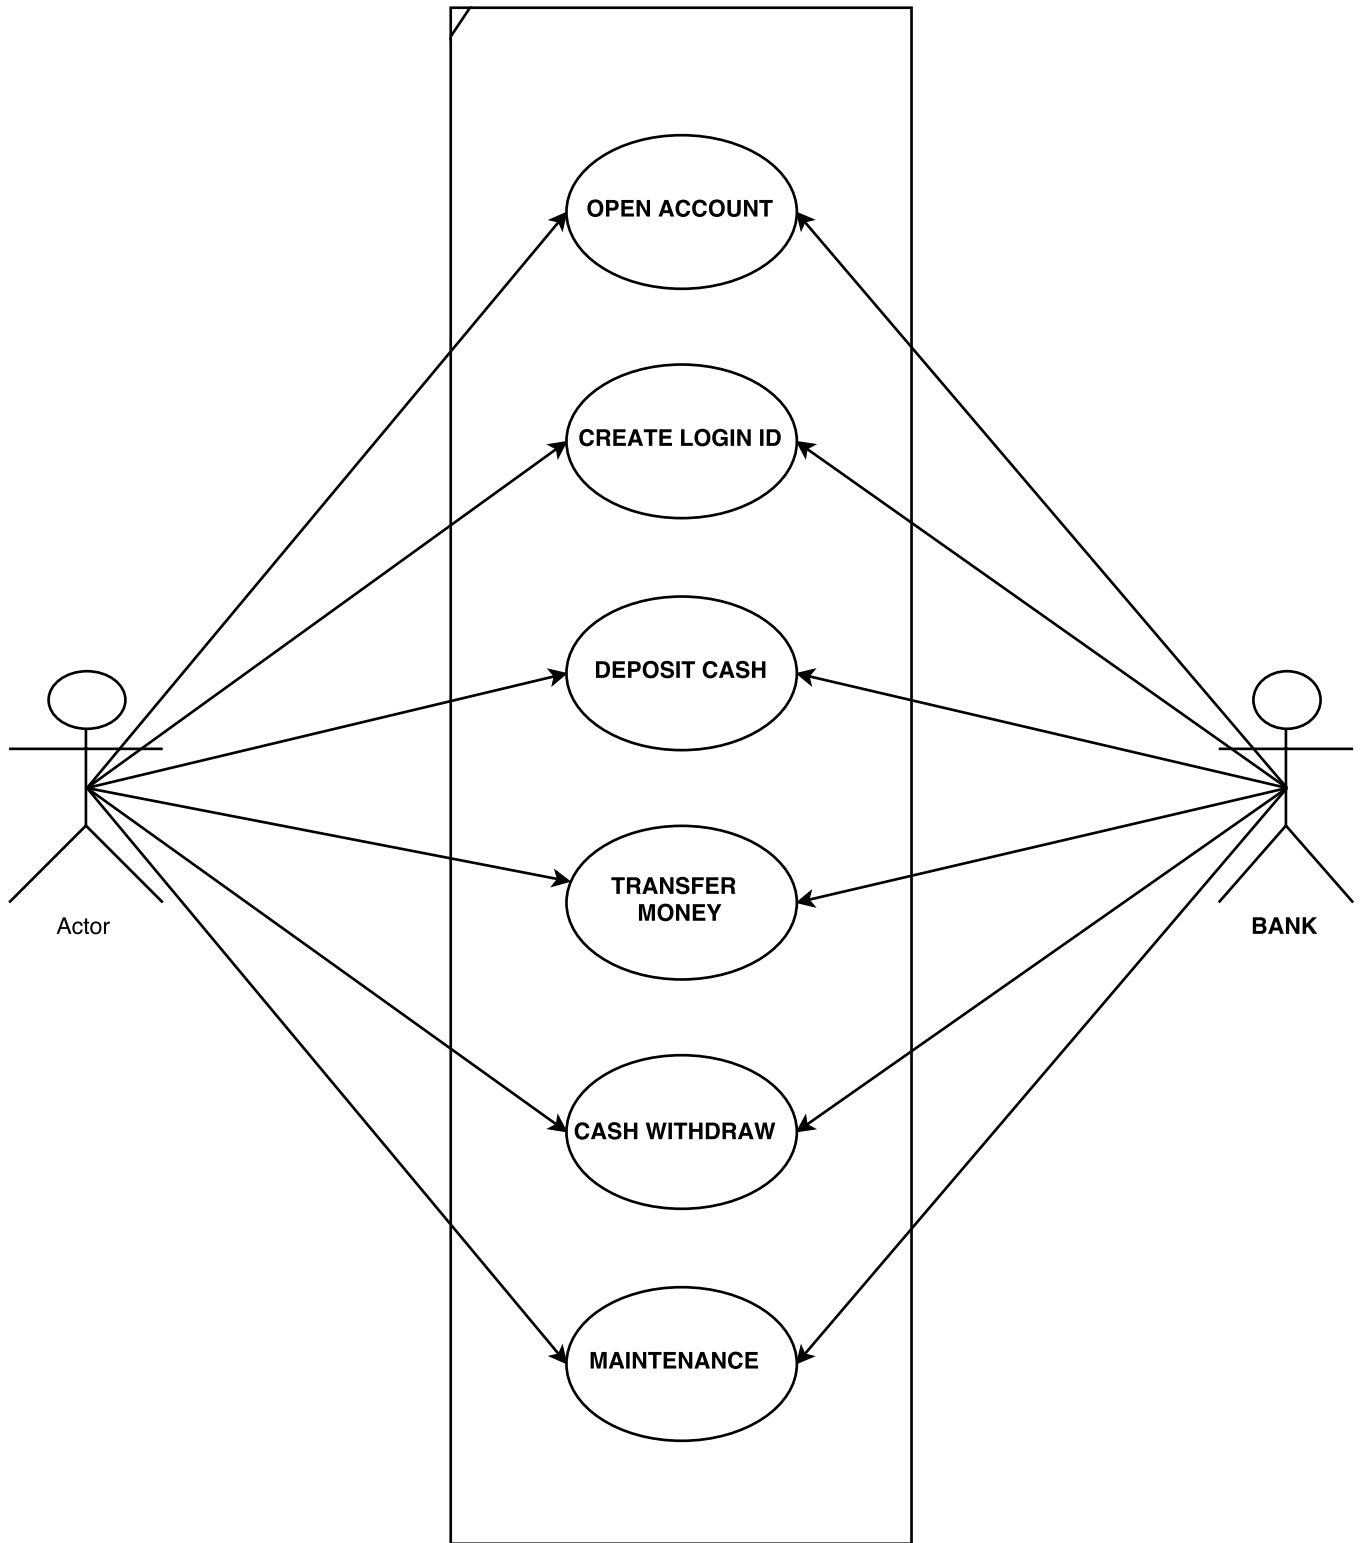 OPEN ACCOUNT
CREATE LOGIN ID
DEPOSIT CASH
TRANSFER
MONEY
Actor
BANK
CASH WITHDRAW
MAINTENANCE